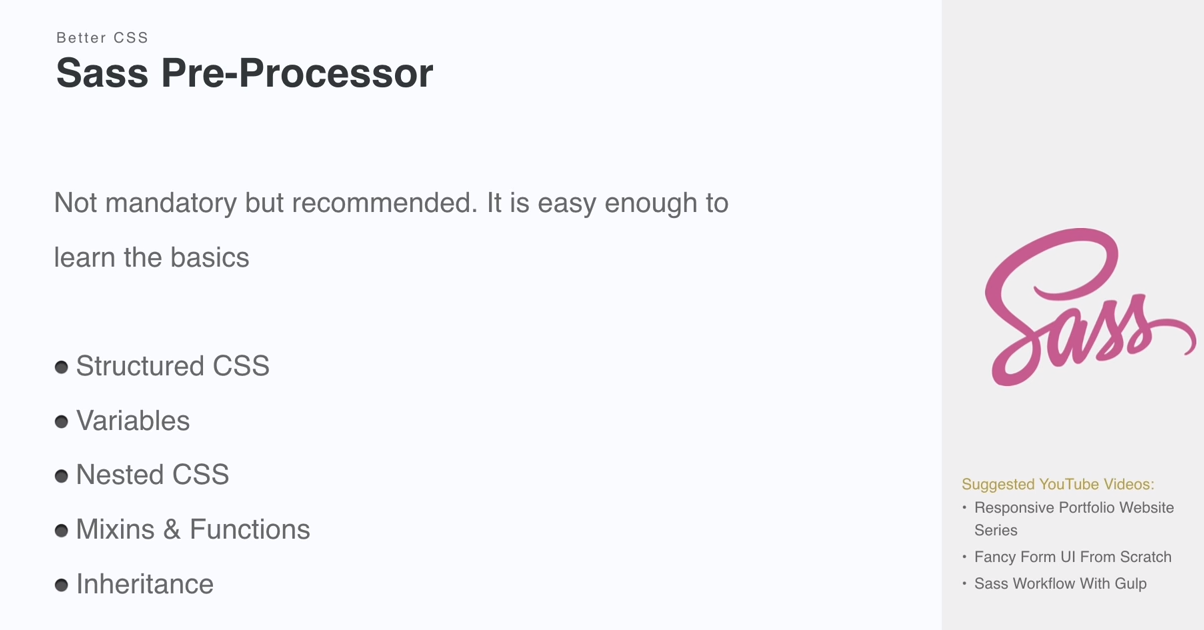 Better CSS
Sass Pre-Processor
Not mandatory but recommended. It is easy enough to
learn the basics
• Structured CSS
• Variables
• Nested CSS
• Mixins & Functions
• Inheritance
Sass
Suggested YouTube Videos:
• Responsive Portfolio Website
Series
• Fancy Form UI From Scratch
• Sass Workflow With Gulp